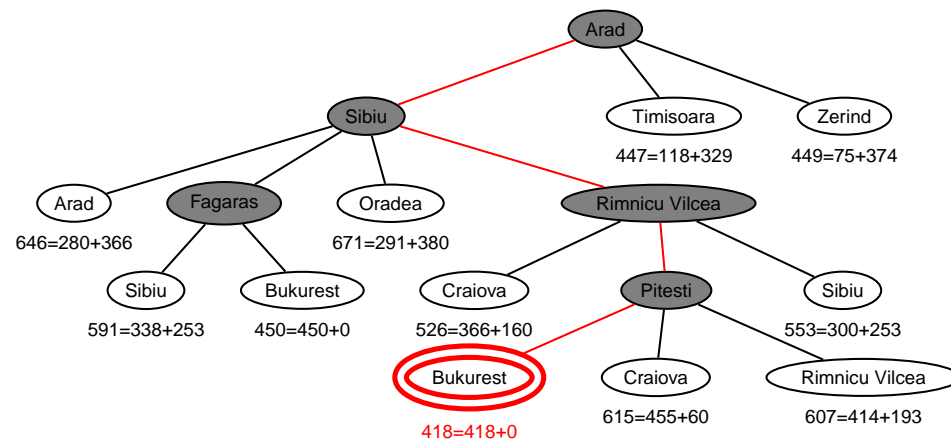 Arad
Sibiu
Timisoara
Zerind
447=118+329
449=75+374
Arad
Fagaras
Oradea
Rimnicu Vilcea
646=280+366
671=291+380
Sibiu
Bukurest
Craiova
Pitesti
Sibiu
591=338+253
450=450+0
526=366+160
553=300+253
Bukurest
Craiova
Rimnicu Vilcea
418=418+0
615=455+60
607=414+193